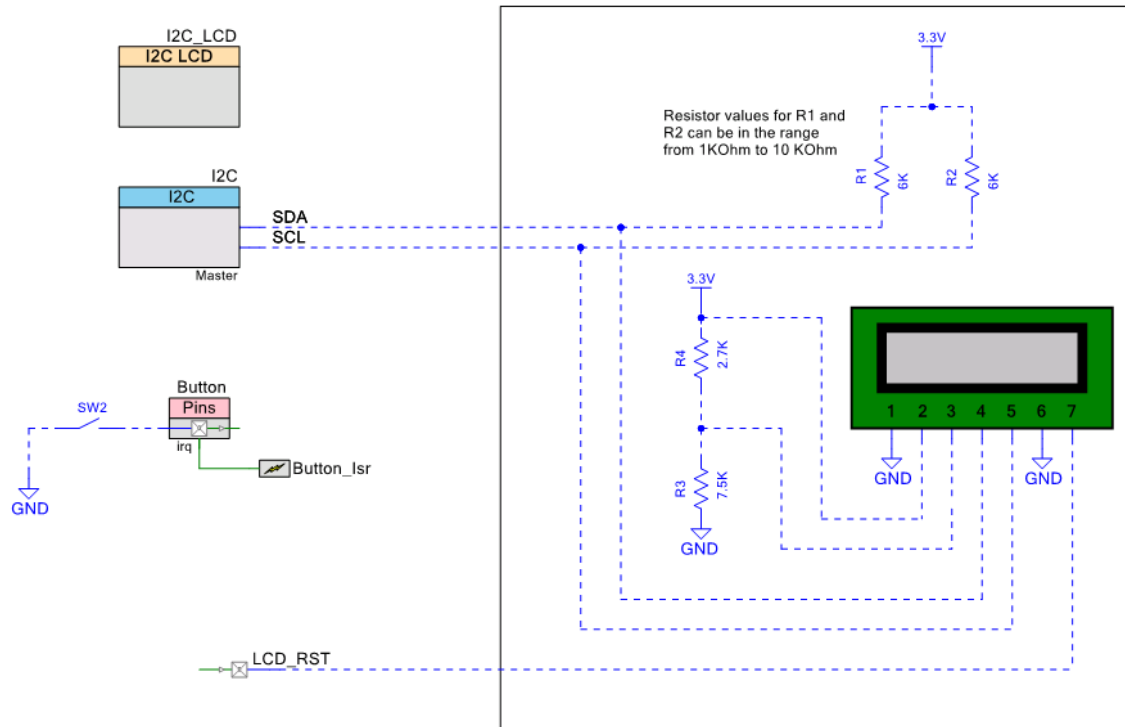 I2C_LCD
I2C LCD
3.3V
Resistor values for R1 and
R2 can be in the range
from 1KOhm to 10 KOhm
R1
6K
R2
6K
I2C
I2C
SDA
SCL
Master
3.3V
R4
2.7K
Button
Pins
SW2
irq
Button_Isr
GND
1 2 3 4 5 6 7
R3
7.5K
GND
GND
GND
LCD_RST